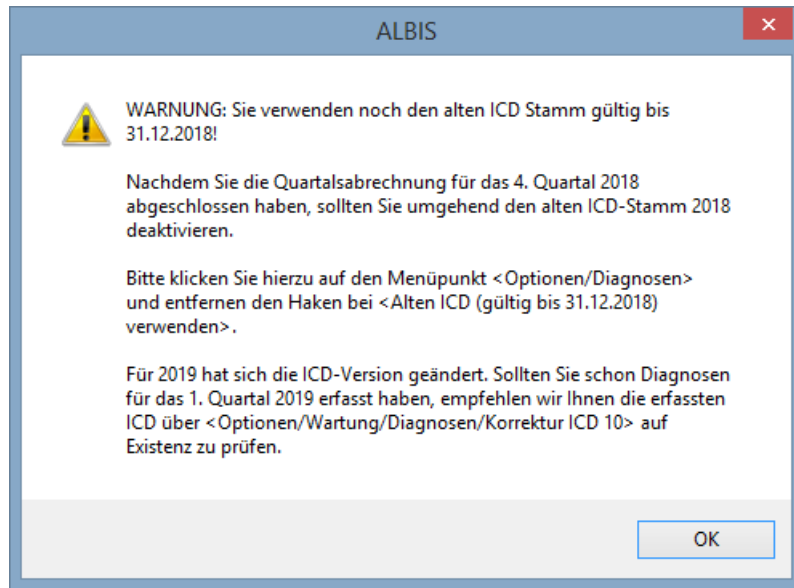 ALBIS
WARNUNG: Sie verwenden noch den alten ICD Stamm gültig bis
31.12.2018!
Nachdem Sie die Quartalsabrechnung für das 4. Quartal 2018
abgeschlossen haben, sollten Sie umgehend den alten ICD-Stamm 2018
deaktivieren.
Bitte klicken Sie hierzu auf den Menüpunkt <Optionen/Diagnosen>
und entfernen den Haken bei <Alten ICD (gültig bis 31.12.2018)
verwenden>.
Für 2019 hat sich die ICD-Version geändert. Sollten Sie schon Diagnosen
für das 1. Quartal 2019 erfasst haben, empfehlen wir Ihnen die erfassten
ICD über <Optionen/Wartung/Diagnosen/Korrektur ICD 10> auf
Existenz zu prüfen.
OK